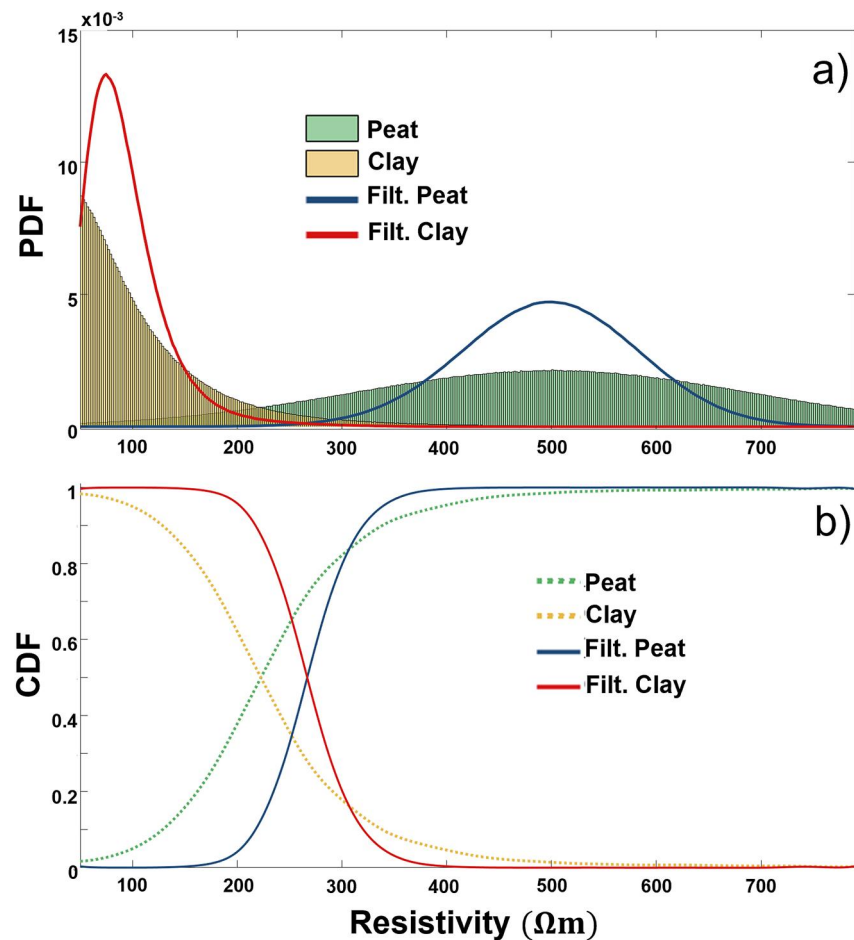 x10⁻³
15
a)
Peat
Clay
Filt. Peat
Filt. Clay
10
PDF
5
0
100 200 300 400 500 600 700
1
b)
0.8
Peat
Clay
Filt. Peat
Filt. Clay
0.6
CDF
0.4
0.2
0
100 200 300 400 500 600 700
Resistivity (Ωm)